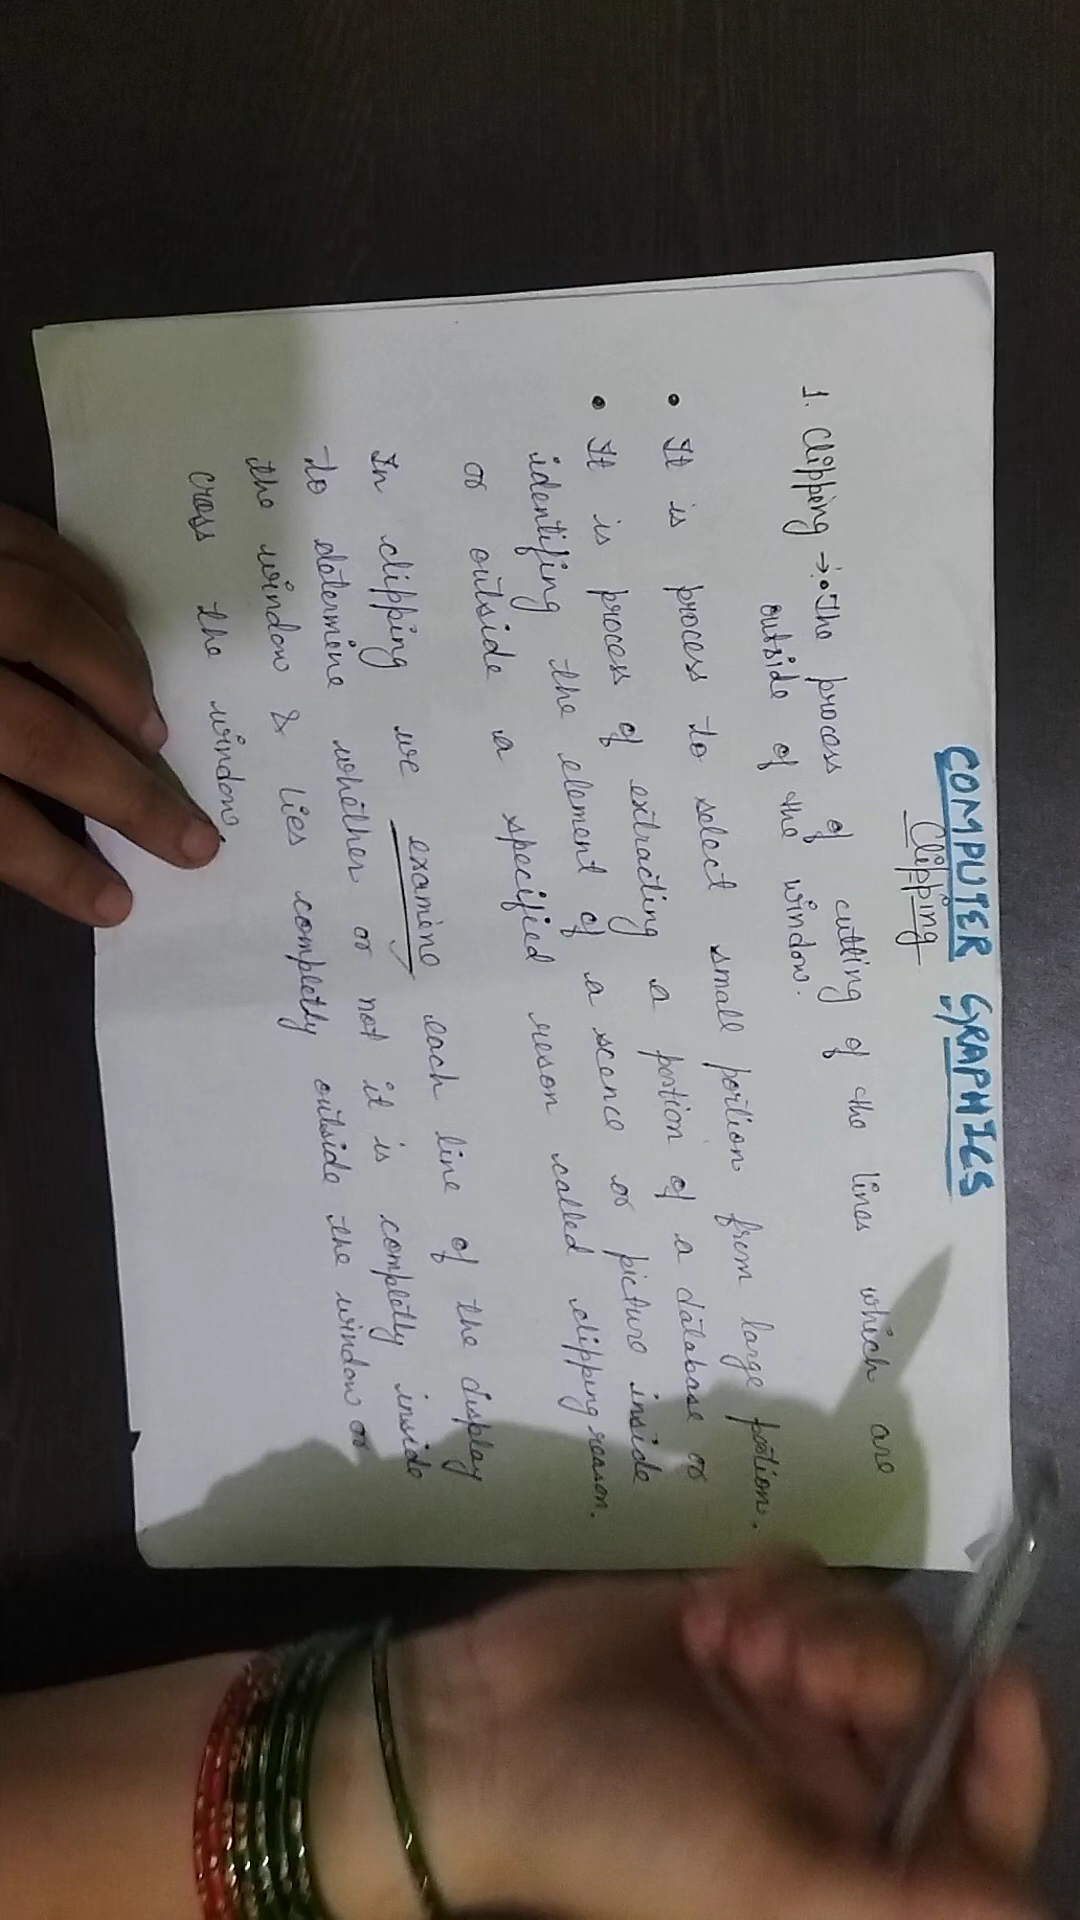 COMPUTER GRAPHICS
Clipping
1. Clipping →:• The process of cutting of the lines which are
outside of the window.
• It is process to select small portion from large portion.
• It is process of extracting a portion of a database or
identifing the element of a scence or picture inside
or outside a specified reson called clipping reason.
In clipping we examine each line of the display
to determine whether or not it is completly inside
the window & lies completly outside the window or
cross the window.